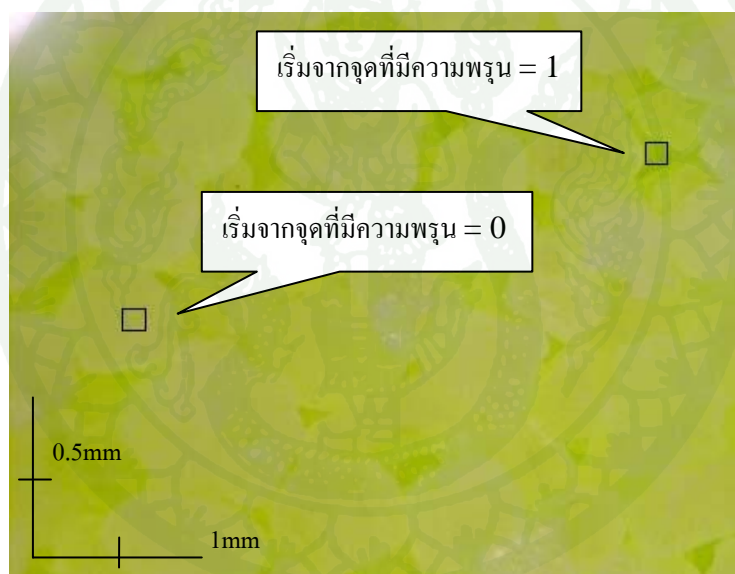 เริ่มจากจุดที่มีความพรุน = 1
เริ่มจากจุดที่มีความพรุน = 0
0.5mm
1mm